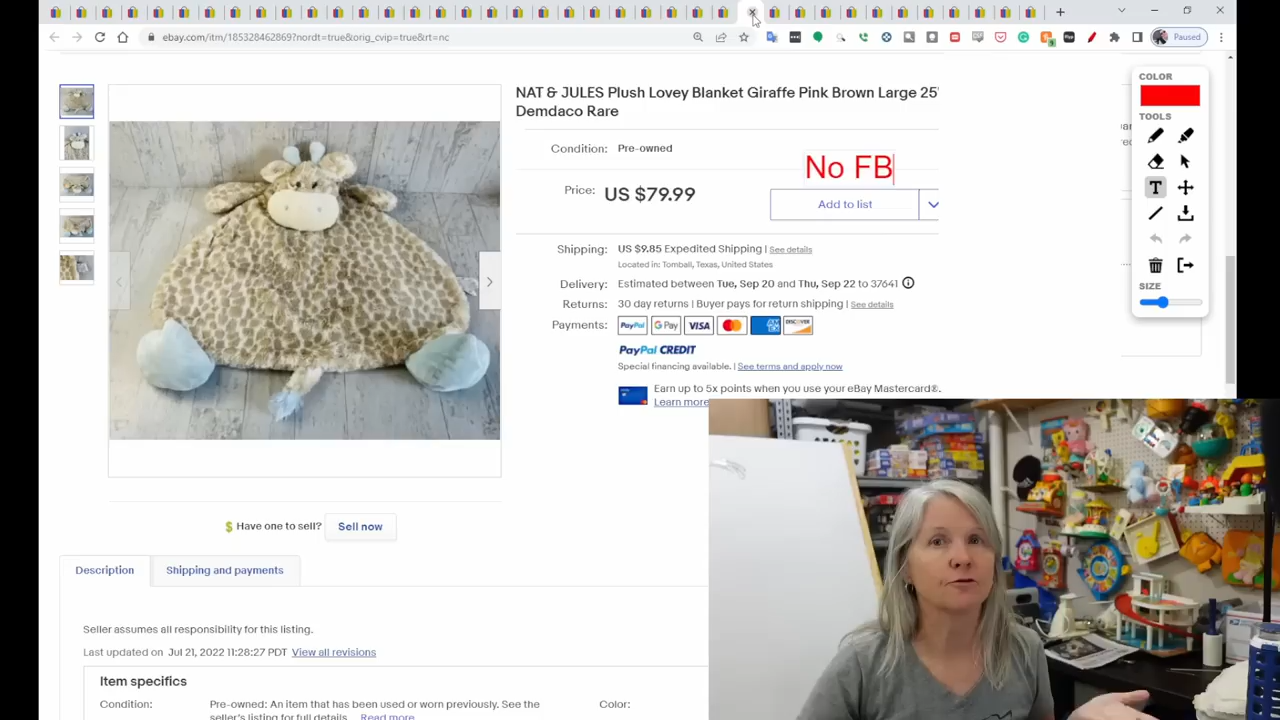 ebay.com/itm/185328462869?nordt=true&orig_cvip=true&rt=nc
Paused
NAT & JULES Plush Lovey Blanket Giraffe Pink Brown Large 25"
Demdaco Rare
Condition: Pre-owned
No FB
Price: US $79.99
Add to list
Shipping: US $9.85 Expedited Shipping | See details
Located in: Tomball, Texas, United States
Delivery: Estimated between Tue, Sep 20 and Thu, Sep 22 to 37641
Returns: 30 day returns | Buyer pays for return shipping | See details
Payments: PayPal G Pay VISA DISCOVER
PayPal CREDIT
Special financing available. | See terms and apply now
Earn up to 5x points when you use your eBay Mastercard®.
Learn more
Have one to sell? Sell now
Description
Shipping and payments
Seller assumes all responsibility for this listing.
Last updated on Jul 21, 2022 11:28:27 PDT View all revisions
Item specifics
Condition: Pre-owned: An item that has been used or worn previously. See the
seller's listing for full details. Read more
Color:
COLOR
TOOLS
T
SIZE